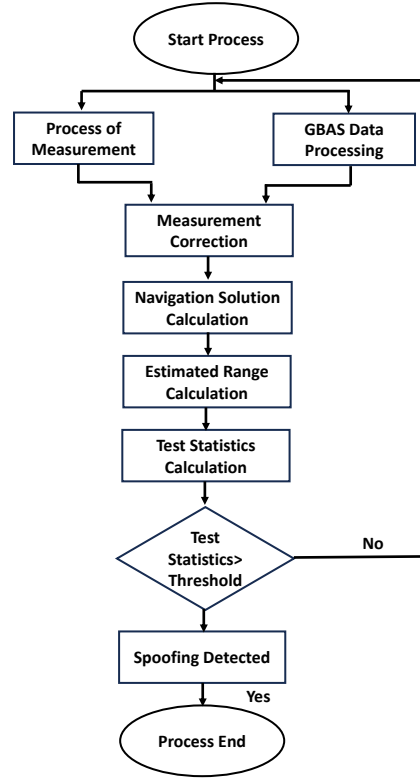 Start Process
Process of
Measurement
GBAS Data
Processing
Measurement
Correction
Navigation Solution
Calculation
Estimated Range
Calculation
Test Statistics
Calculation
Test
Statistics>
Threshold
No
Spoofing Detected
Yes
Process End